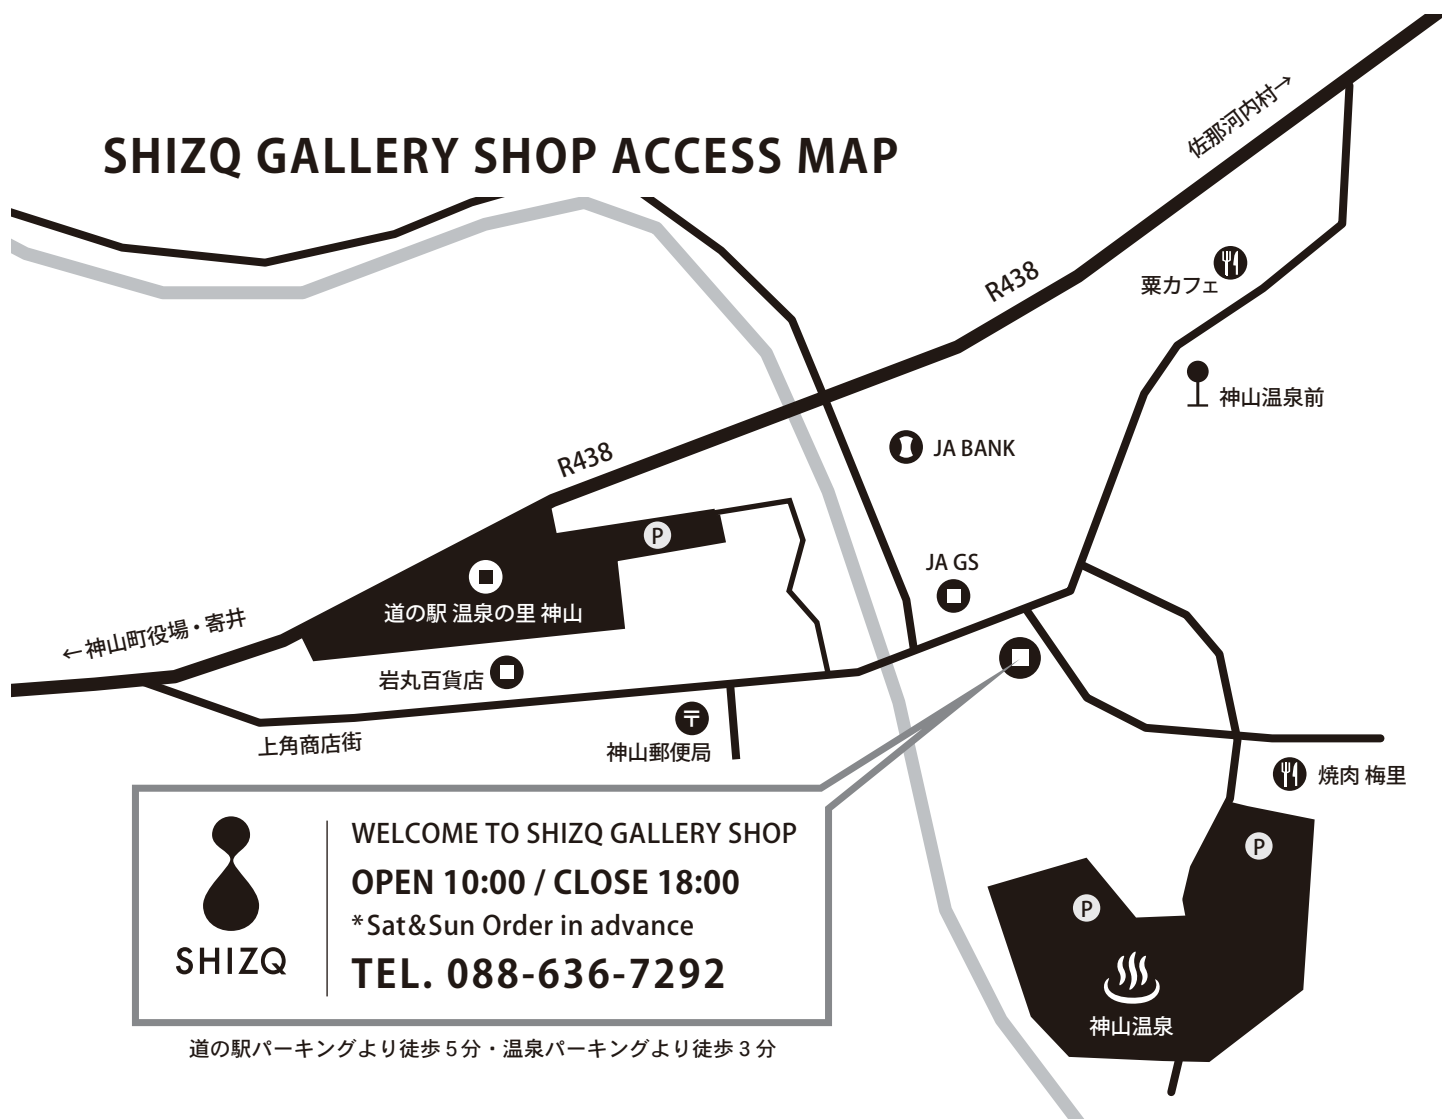 SHIZQ GALLERY SHOP ACCESS MAP
佐那河内村→
R438
粟カフェ
神山温泉前
R438
JA BANK
P
JA GS
道の駅 温泉の里 神山
←神山町役場・寄井
岩丸百貨店
〒
上角商店街
神山郵便局
焼肉 梅里
WELCOME TO SHIZQ GALLERY SHOP
OPEN 10:00 / CLOSE 18:00
*Sat&Sun Order in advance
TEL. 088-636-7292
SHIZQ
P
P
神山温泉
道の駅パーキングより徒歩5分・温泉パーキングより徒歩3分